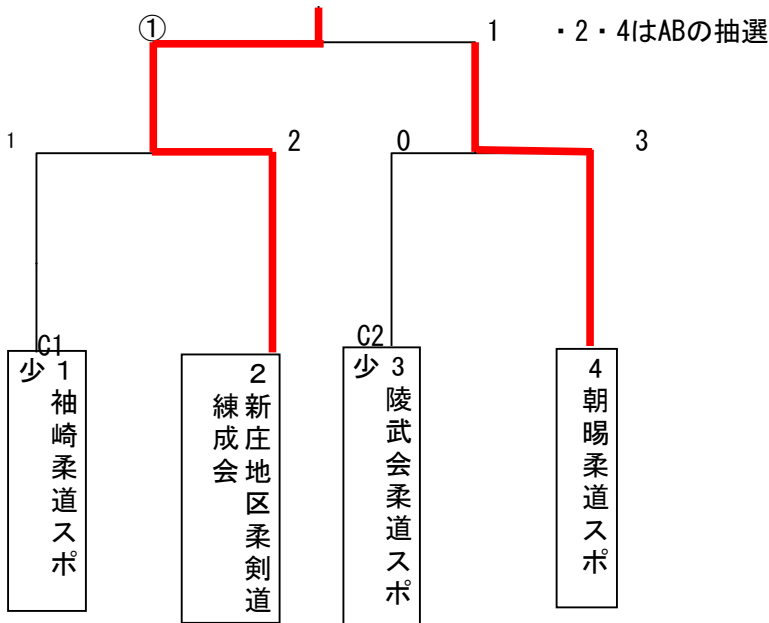 ① 1 ・2・4はABの抽選
1 2 0 3
C1 C2
1
袖崎柔道スポ
少
2
新庄地区柔剣道
練成会
3
陵武会柔道スポ
少
4
朝暘柔道スポ